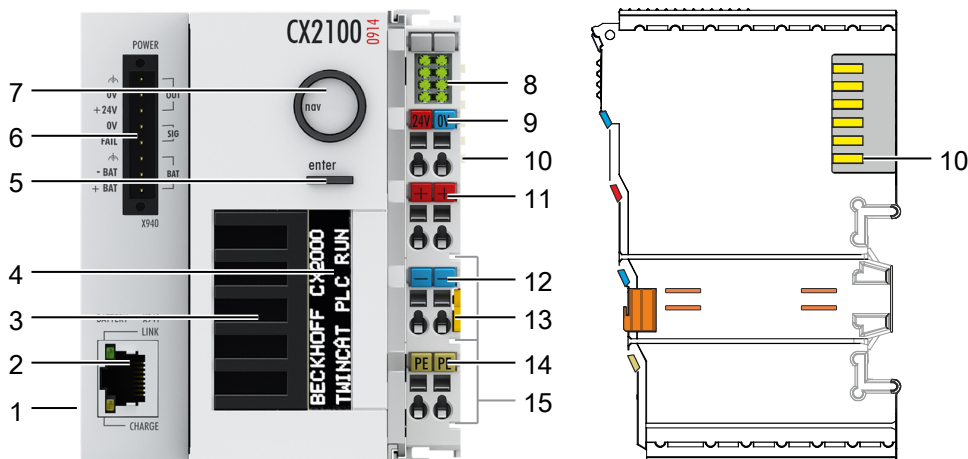 CX2100 0914
POWER
OUT
0V
+24V
0V
SIG
FAIL
BAT
- BAT
+ BAT
X940
nav
enter
BECKHOFF CX2000
TWINCAT PLC RUN
LINK
CHARGE
24V 0V
+ +
− −
PE PE
1
2
3
4
5
6
7
8
9
10
11
12
13
14
15
10